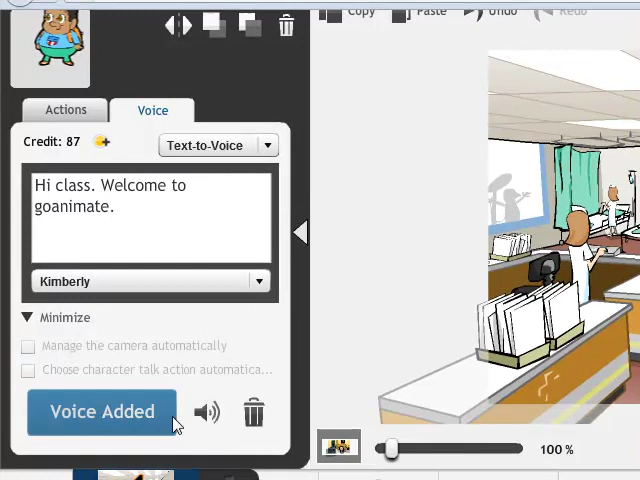 Copy Paste Undo Redo
Actions Voice
Credit: 87 Text-to-Voice
Hi class. Welcome to
goanimate.
Kimberly
Minimize
Manage the camera automatically
Choose character talk action automatica...
Voice Added
100 %